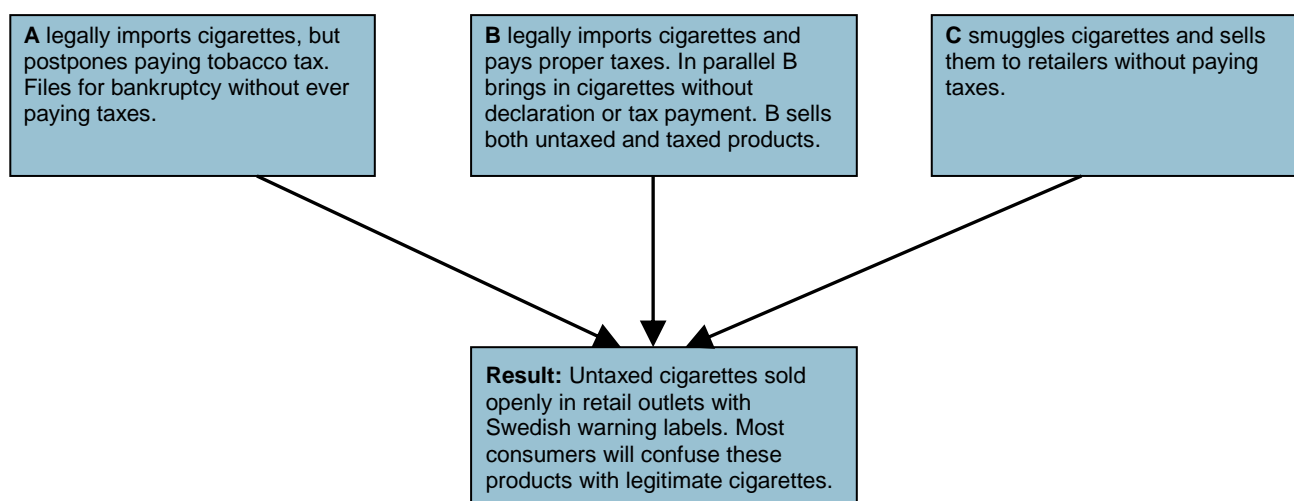 A legally imports cigarettes, but
postpones paying tobacco tax.
Files for bankruptcy without ever
paying taxes.
B legally imports cigarettes and
pays proper taxes. In parallel B
brings in cigarettes without
declaration or tax payment. B sells
both untaxed and taxed products.
C smuggles cigarettes and sells
them to retailers without paying
taxes.
Result: Untaxed cigarettes sold
openly in retail outlets with
Swedish warning labels. Most
consumers will confuse these
products with legitimate cigarettes.